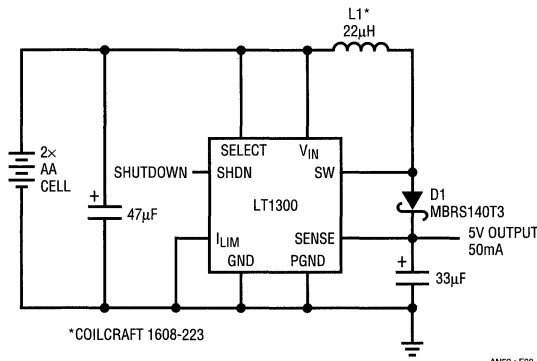 L1*
22µH
2×
AA
CELL
+
47µF
SHUTDOWN
SELECT
VIN
SHDN
SW
LT1300
ILIM
SENSE
GND
PGND
D1
MBRS140T3
5V OUTPUT
50mA
+
33µF
*COILCRAFT 1608-223